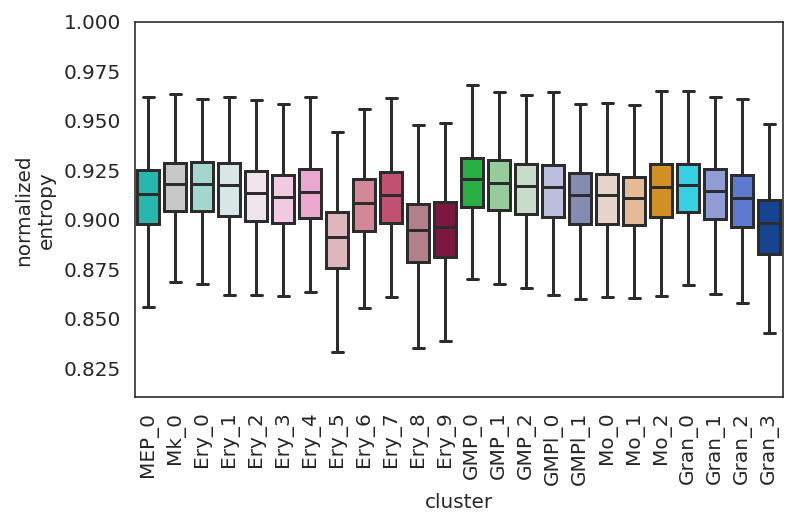 normalized
entropy
1.000
0.975
0.950
0.925
0.900
0.875
0.850
0.825
MEP_0
Mk_0
Ery_0
Ery_1
Ery_2
Ery_3
Ery_4
Ery_5
Ery_6
Ery_7
Ery_8
Ery_9
GMP_0
GMP_1
GMP_2
GMPl_0
GMPl_1
Mo_0
Mo_1
Mo_2
Gran_0
Gran_1
Gran_2
Gran_3
cluster